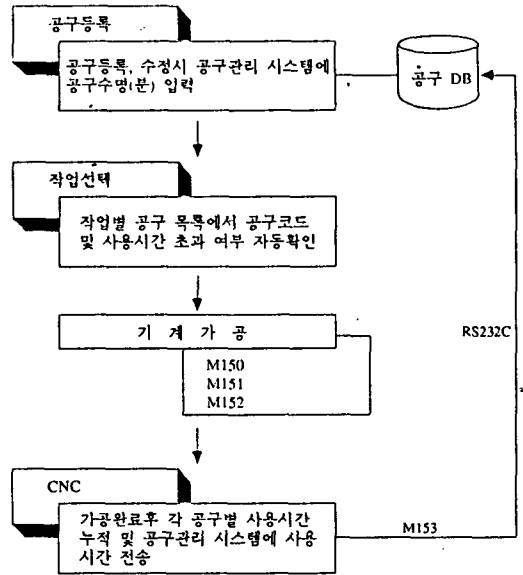 공구등록
공구등록, 수정시 공구관리 시스템에
공구수명(분) 입력
공구 DB
작업선택
작업별 공구 목록에서 공구코드
및 사용시간 초과 여부 자동확인
기 계 가 공
RS232C
M150
M151
M152
CNC
가공완료후 각 공구별 사용시간
누적 및 공구관리 시스템에 사용
시간 전송
M153